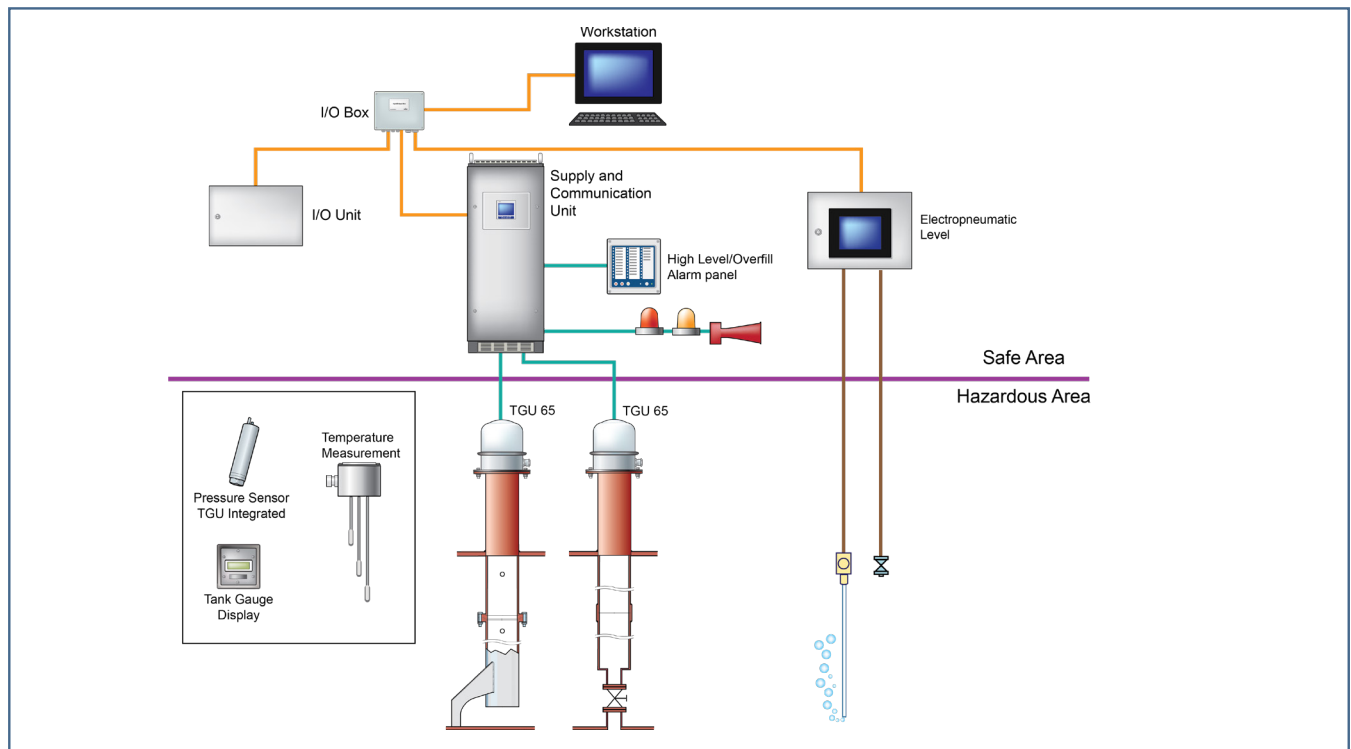 Workstation
I/O Box
Supply and
Communication
Unit
I/O Unit
Electropneumatic
Level
High Level/Overfill
Alarm panel
Safe Area
Hazardous Area
TGU 65
TGU 65
Temperature
Measurement
Pressure Sensor
TGU Integrated
Tank Gauge
Display